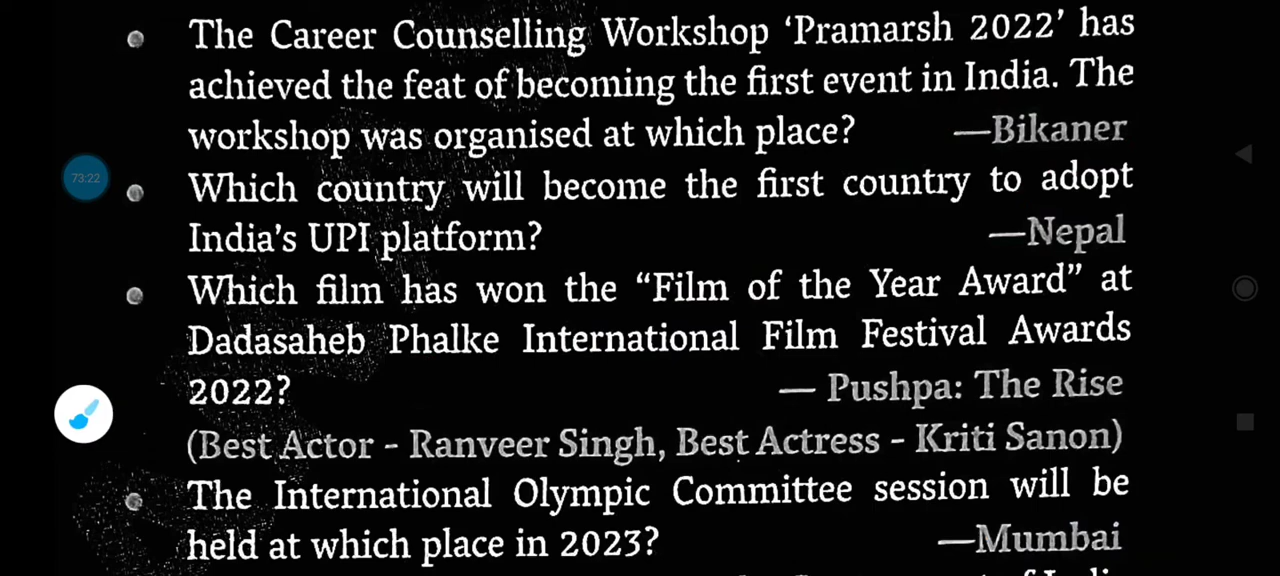 The Career Counselling Workshop ‘Pramarsh 2022’ has
achieved the feat of becoming the first event in India. The
workshop was organised at which place? —Bikaner
73:22
Which country will become the first country to adopt
India’s UPI platform? —Nepal
Which film has won the “Film of the Year Award” at
Dadasaheb Phalke International Film Festival Awards
2022? — Pushpa: The Rise
(Best Actor - Ranveer Singh, Best Actress - Kriti Sanon)
The International Olympic Committee session will be
held at which place in 2023? —Mumbai